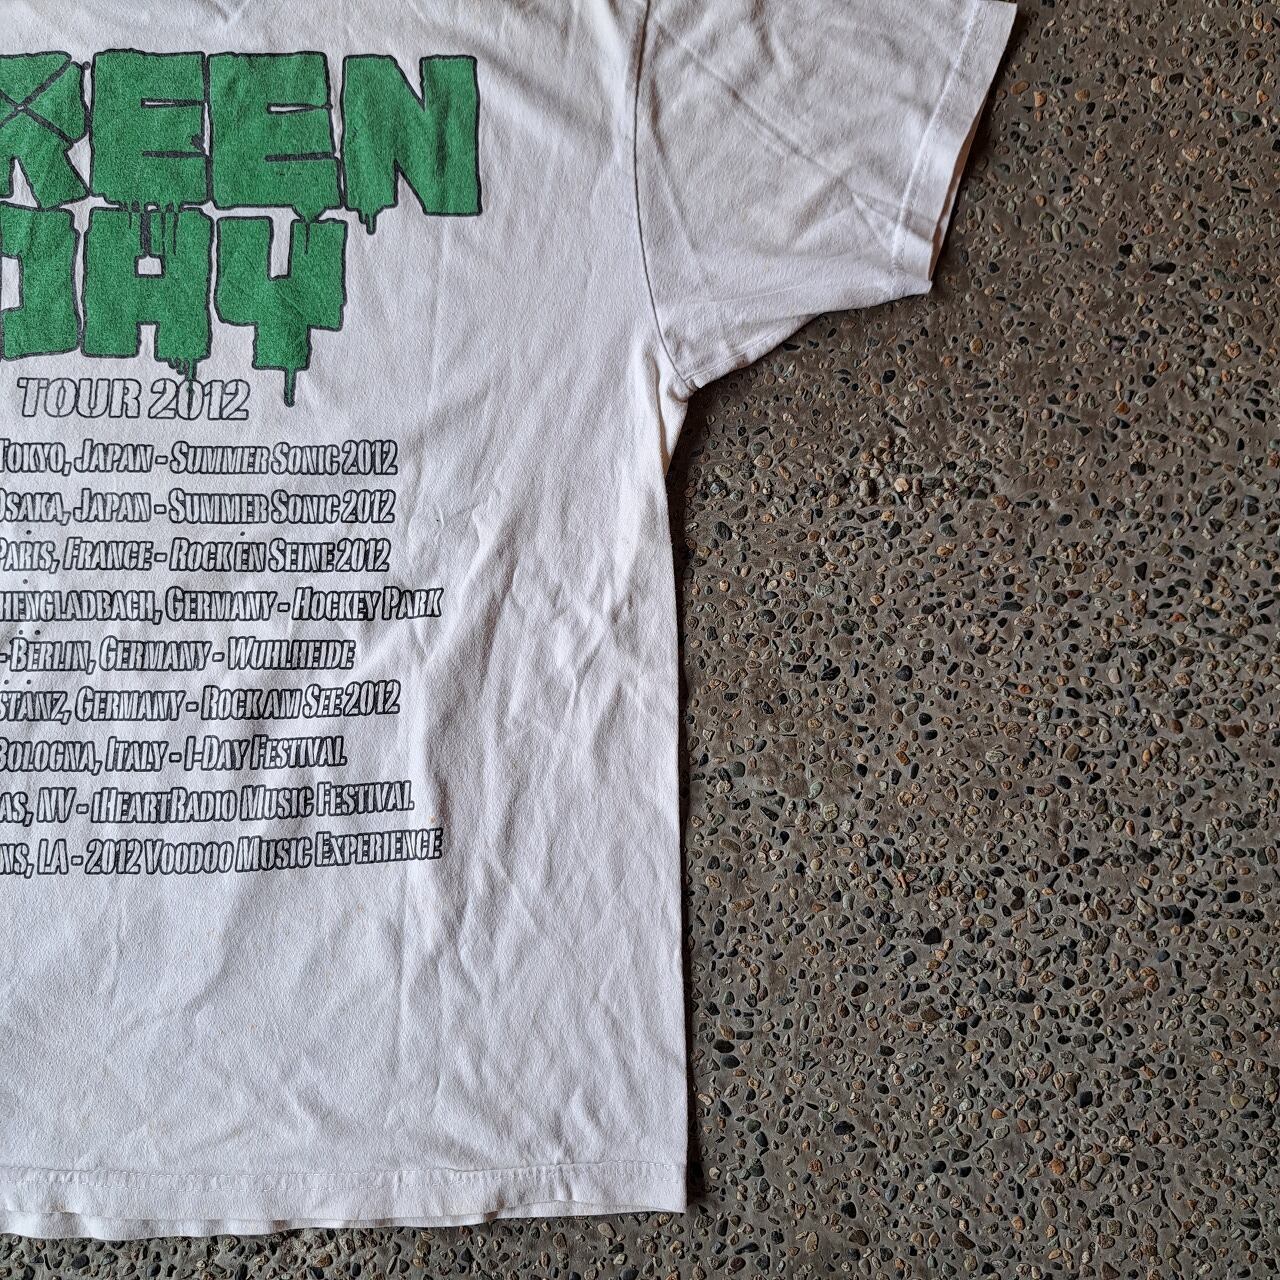 REEN
DAY
TOUR 2012
TOKYO, JAPAN - SUMMER SONIC 2012
OSAKA, JAPAN - SUMMER SONIC 2012
PARIS, FRANCE - ROCK EN SEINE 2012
HENGLADBACH, GERMANY - HOCKEY PARK
- BERLIN, GERMANY - WUHLHEIDE
STANZ, GERMANY - ROCK AM SEE 2012
BOLOGNA, ITALY - I-DAY FESTIVAL
AS, NV - IHEARTRADIO MUSIC FESTIVAL
NS, LA - 2012 VOODOO MUSIC EXPERIENCE